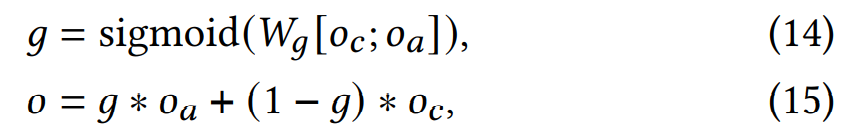 g = sigmoid(W_g[o_c; o_a]), (14)
o = g * o_a + (1 − g) * o_c, (15)